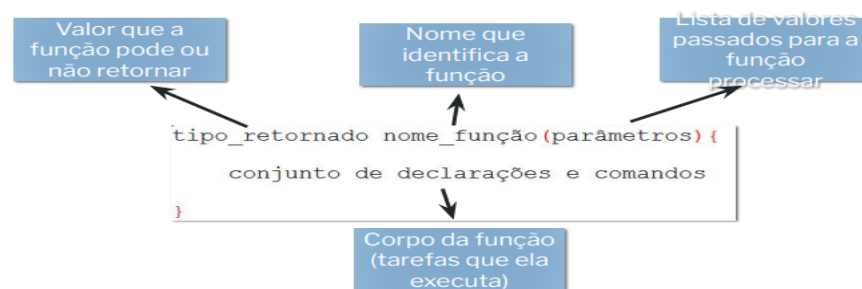 Valor que a
função pode ou
não retornar
Nome que
identifica a
função
Lista de valores
passados para a
função
processar
tipo_retornado nome_função(parâmetros){
conjunto de declarações e comandos
}
Corpo da função
(tarefas que ela
executa)